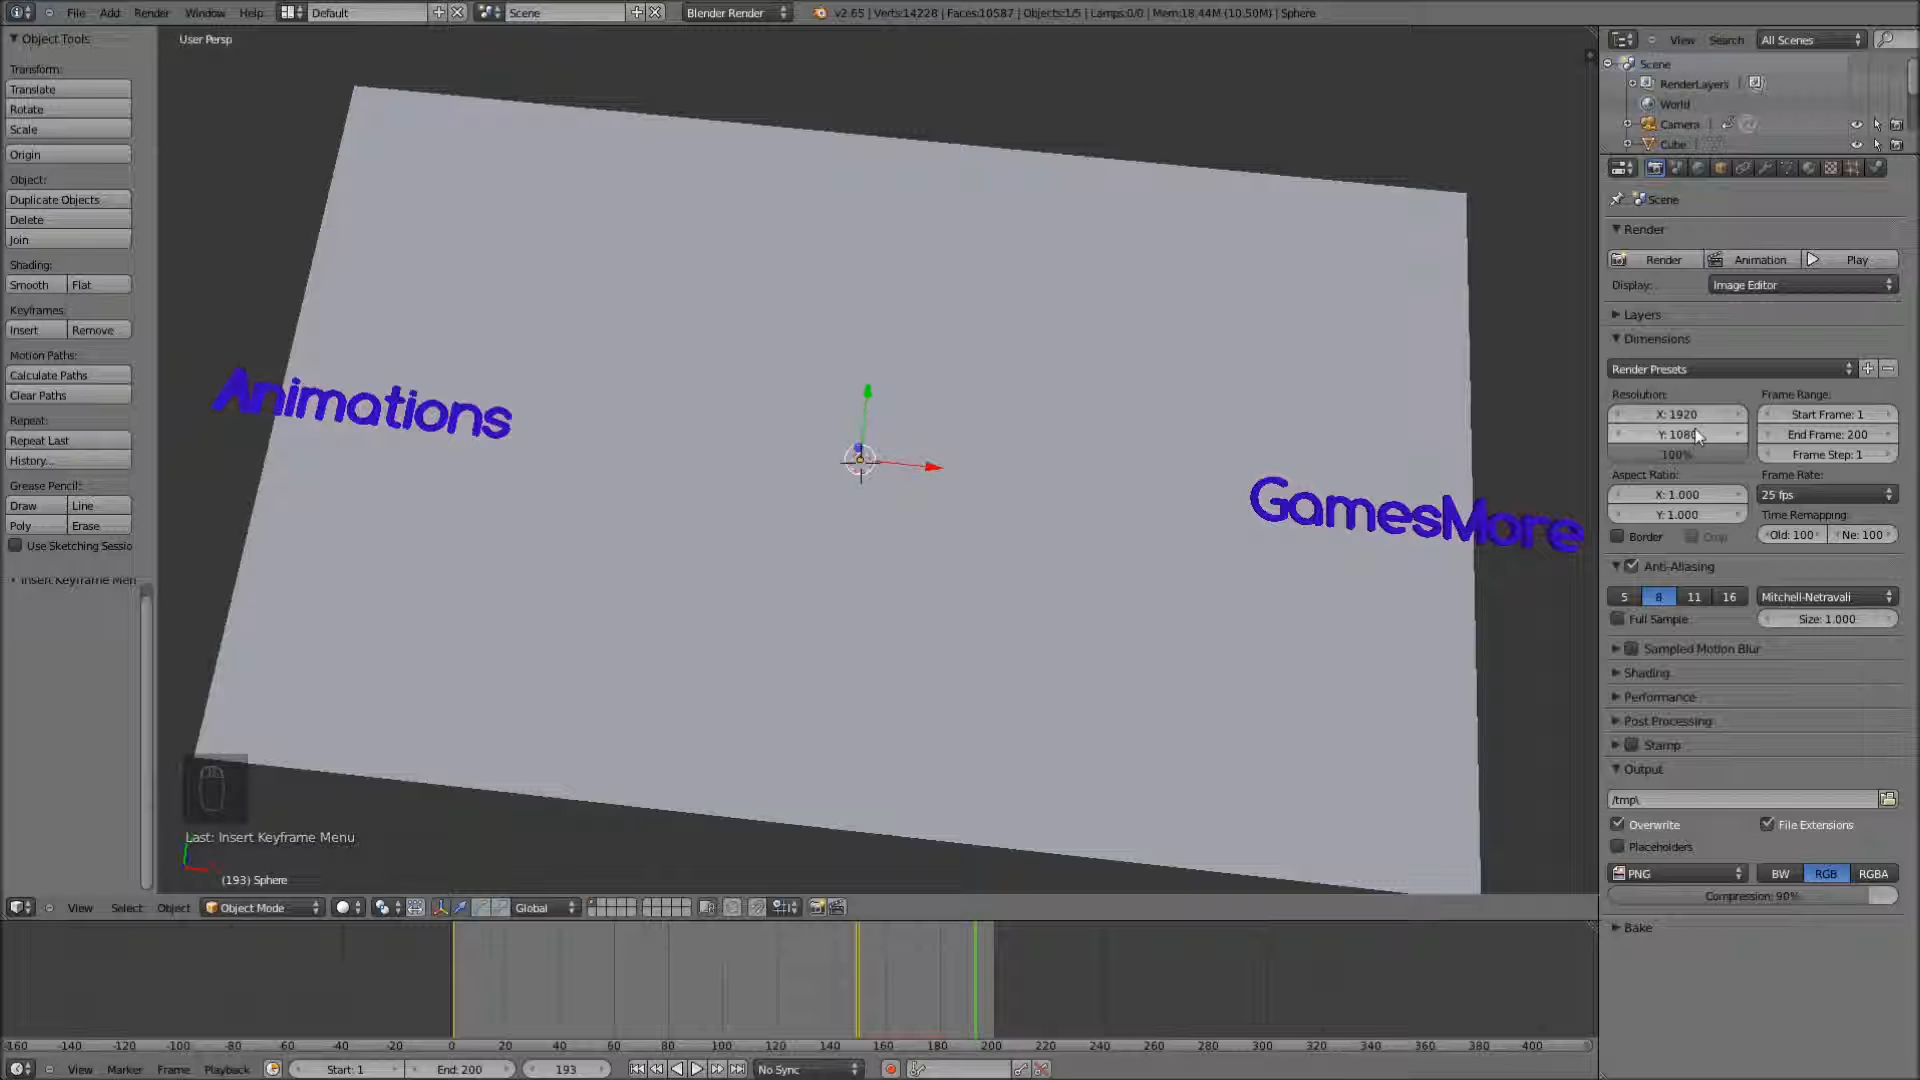 File Add Render Window Help Default Scene Blender Render v2.65 | Verts:14228 | Faces:10587 | Objects:1/5 | Lamps:0/0 | Mem:18.44M (10.50M) | Sphere
Object Tools
Transform:
Translate
Rotate
Scale
Origin
Object:
Duplicate Objects
Delete
Join
Shading:
Smooth Flat
Keyframes:
Insert Remove
Motion Paths:
Calculate Paths
Clear Paths
Repeat:
Repeat Last
History...
Grease Pencil:
Draw Line
Poly Erase
Use Sketching Sessio
Insert Keyframe Men
User Persp
Animations
GamesMore
Last: Insert Keyframe Menu
(193) Sphere
View Select Object Object Mode Global
-160 -140 -120 -100 -80 -60 -40 -20 0 20 40 60 80 100 120 140 160 180 200 220 240 260 280 300 320 340 360 380 400
View Marker Frame Playback Start: 1 End: 200 193 No Sync
View Search All Scenes
Scene
RenderLayers
World
Camera
Cube
Scene
Render
Render Animation Play
Display: Image Editor
Layers
Dimensions
Render Presets
Resolution: Frame Range:
X: 1920 Start Frame: 1
Y: 1080 End Frame: 200
100% Frame Step: 1
Aspect Ratio: Frame Rate:
X: 1.000 25 fps
Y: 1.000 Time Remapping:
Border Crop Old: 100 Ne: 100
Anti-Aliasing
5 8 11 16 Mitchell-Netravali
Full Sample Size: 1.000
Sampled Motion Blur
Shading
Performance
Post Processing
Stamp
Output
/tmp\
Overwrite File Extensions
Placeholders
PNG BW RGB RGBA
Compression: 90%
Bake